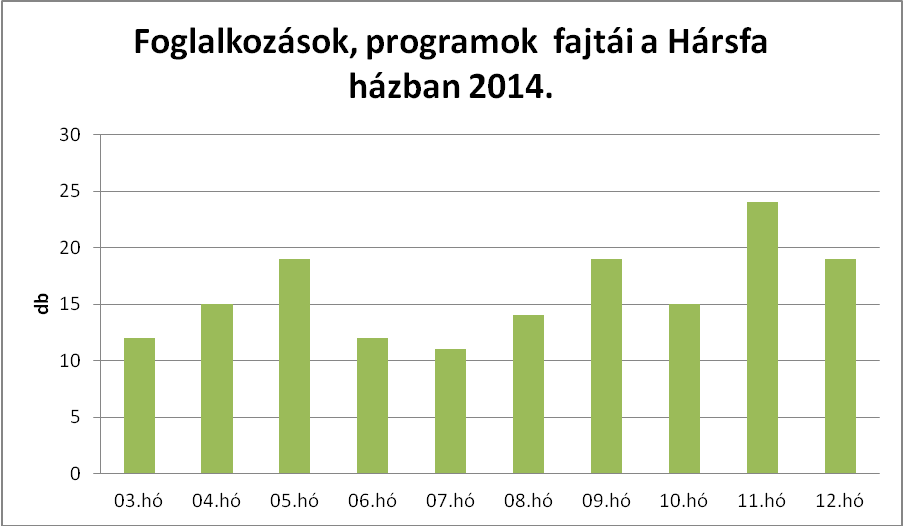 Foglalkozások, programok  fajtái a Hársfa
házban 2014.
30
25
20
15
10
5
0
db
03.hó 04.hó 05.hó 06.hó 07.hó 08.hó 09.hó 10.hó 11.hó 12.hó